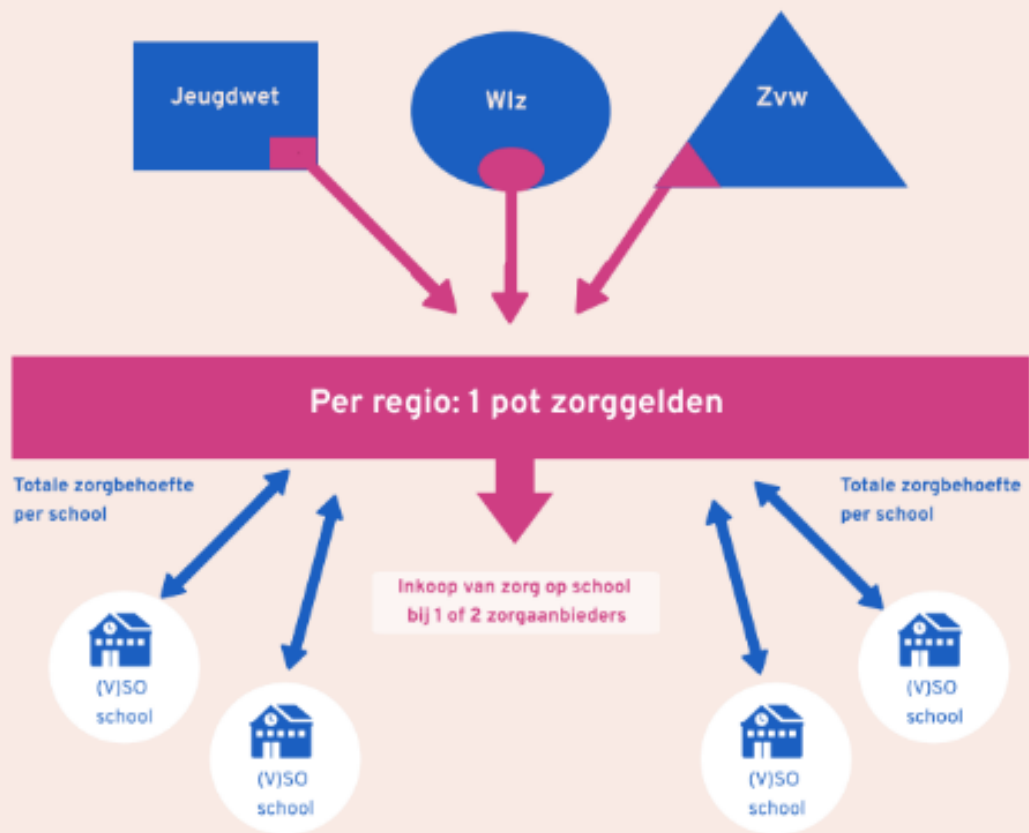 Jeugdwet
Wlz
Zvw
Per regio: 1 pot zorggelden
Totale zorgbehoefte
per school
Totale zorgbehoefte
per school
Inkoop van zorg op school
bij 1 of 2 zorgaanbieders
(V)SO
school
(V)SO
school
(V)SO
school
(V)SO
school